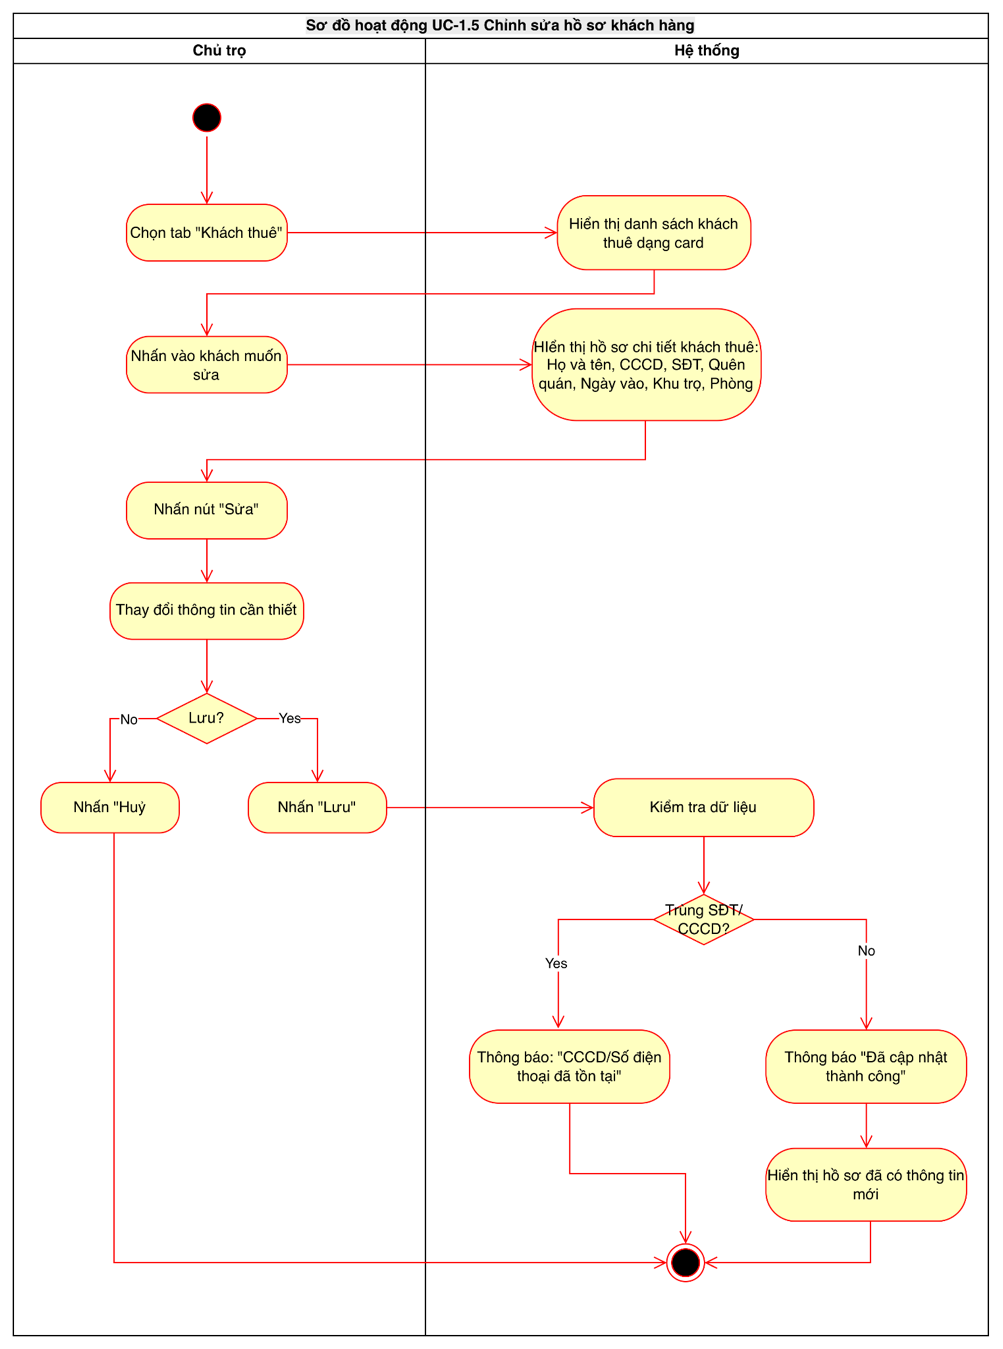 Sơ đồ hoạt động UC-1.5 Chỉnh sửa hồ sơ khách hàng
Chủ trọ
Hệ thống
Chọn tab "Khách thuê"
Hiển thị danh sách khách
thuê dạng card
Nhấn vào khách muốn
sửa
HIển thị hồ sơ chi tiết khách thuê:
Họ và tên, CCCD, SĐT, Quên
quán, Ngày vào, Khu trọ, Phòng
Nhấn nút "Sửa"
Thay đổi thông tin cần thiết
Lưu?
No
Yes
Nhấn "Huỷ
Nhấn "Lưu"
Kiểm tra dữ liệu
Trùng SĐT/
CCCD?
Yes
No
Thông báo: "CCCD/Số điện
thoại đã tồn tại"
Thông báo "Đã cập nhật
thành công"
Hiển thị hồ sơ đã có thông tin
mới